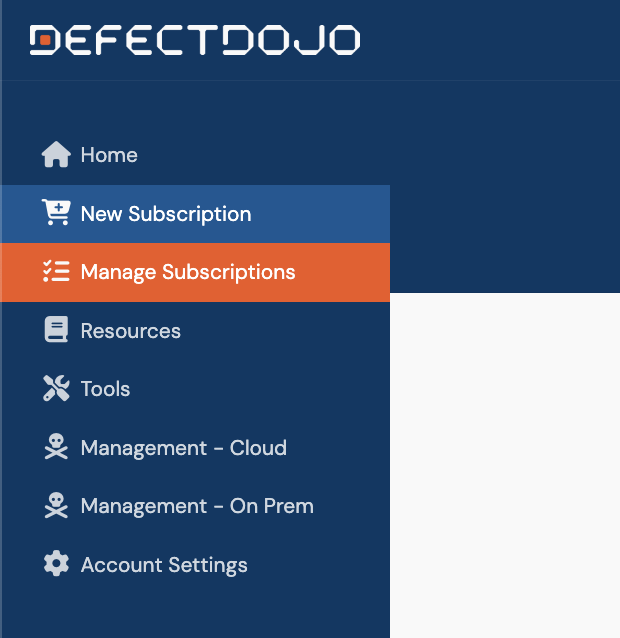 DEFECTDOJO
Home
New Subscription
Manage Subscriptions
Resources
Tools
Management - Cloud
Management - On Prem
Account Settings